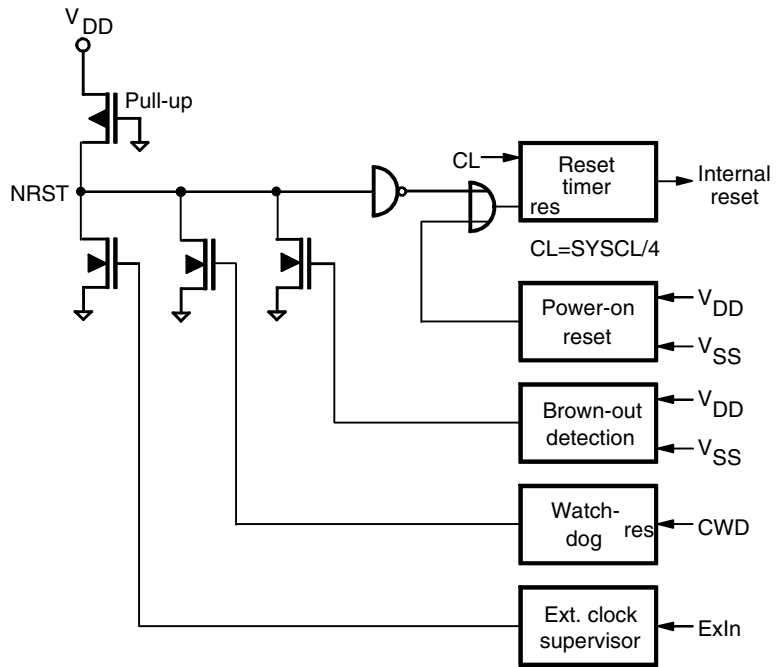 VDD
Pull-up
NRST
CL
Reset
timer
res
Internal
reset
CL=SYSCL/4
Power-on
reset
VDD
VSS
Brown-out
detection
VDD
VSS
Watch-
dog
res
CWD
Ext. clock
supervisor
ExIn